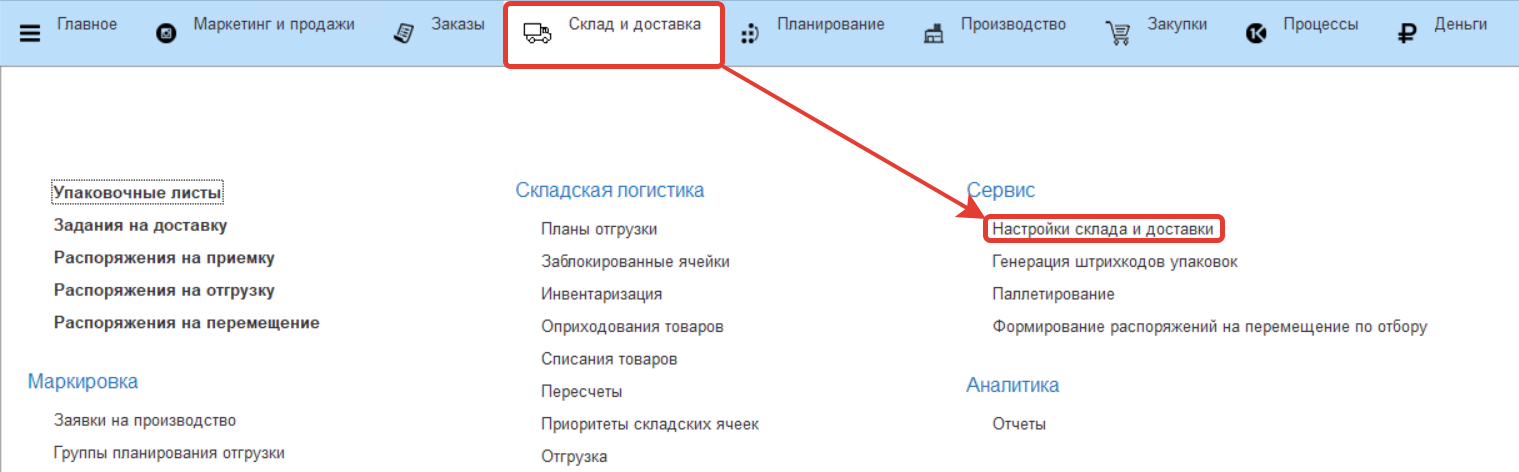 Главное
Маркетинг и продажи
Заказы
Склад и доставка
Планирование
Производство
Закупки
Процессы
Деньги
Упаковочные листы
Задания на доставку
Распоряжения на приемку
Распоряжения на отгрузку
Распоряжения на перемещение
Маркировка
Заявки на производство
Группы планирования отгрузки
Складская логистика
Планы отгрузки
Заблокированные ячейки
Инвентаризация
Оприходования товаров
Списания товаров
Пересчеты
Приоритеты складских ячеек
Отгрузка
Сервис
Настройки склада и доставки
Генерация штрихкодов упаковок
Паллетирование
Формирование распоряжений на перемещение по отбору
Аналитика
Отчеты